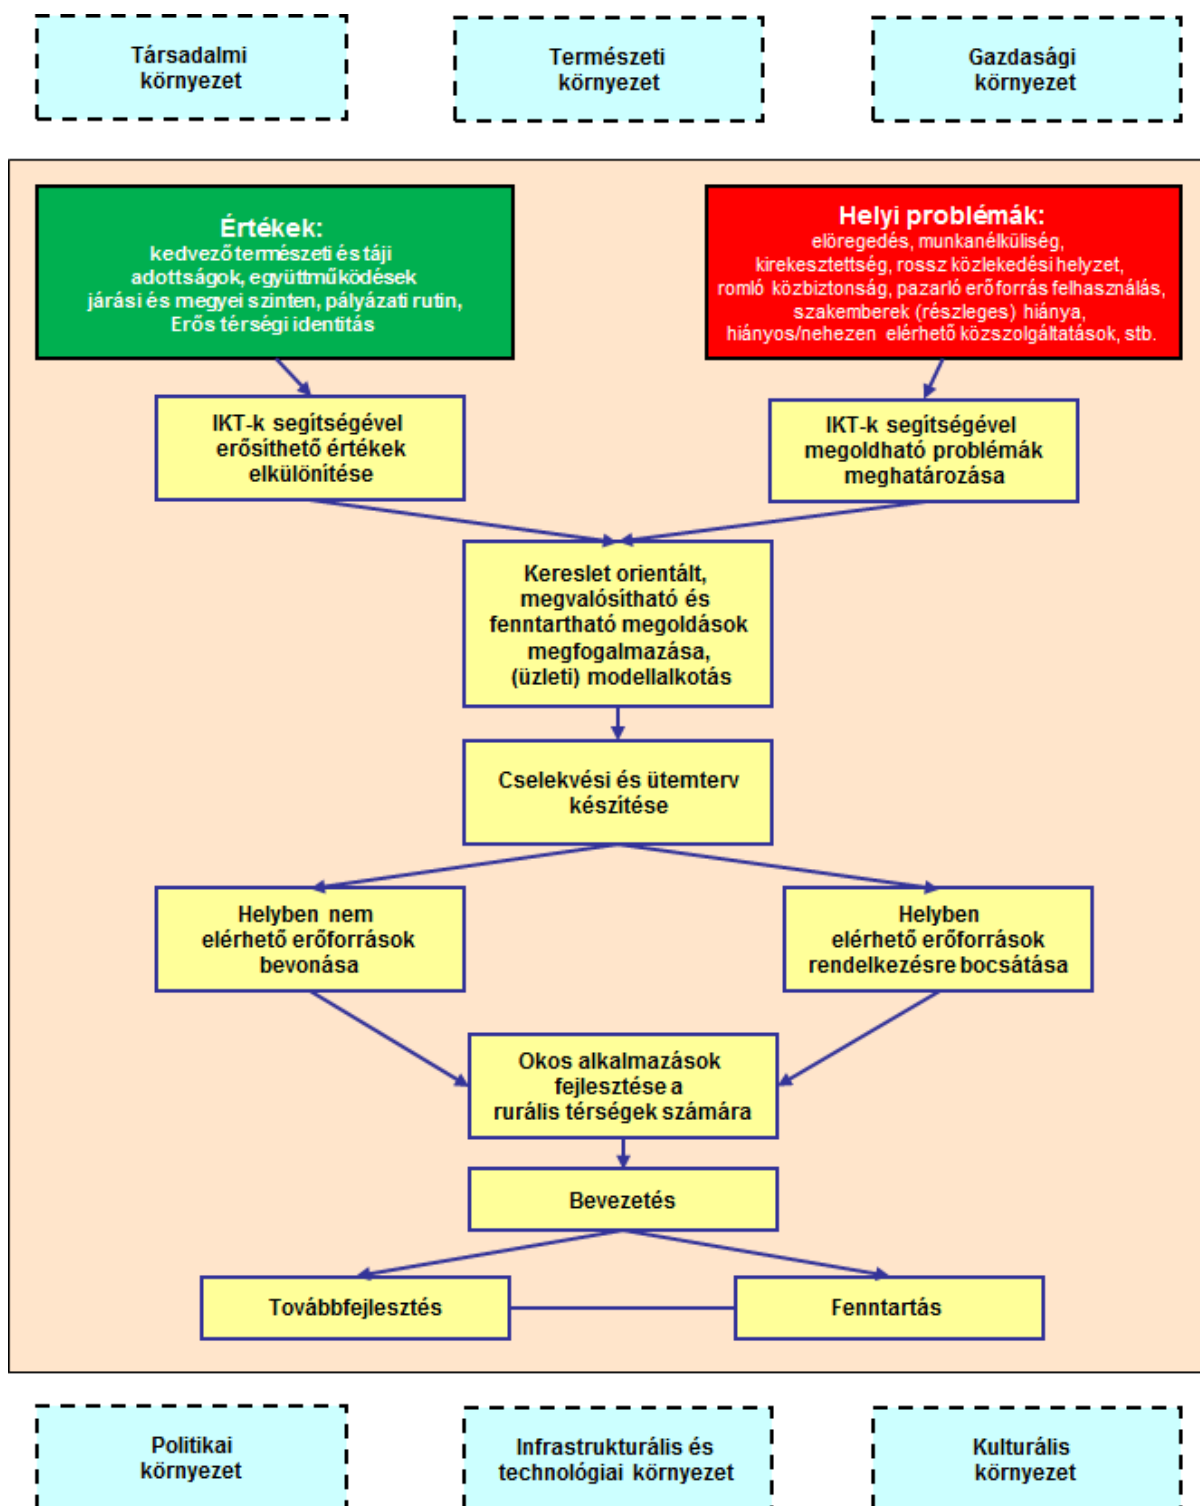 Társadalmi
környezet
Természeti
környezet
Gazdasági
környezet
Értékek:
kedvező természeti és táji
adottságok, együttműködések
járási és megyei szinten, pályázati rutin,
Erős térségi identitás
Helyi problémák:
elöregedés, munkanélküliség,
kirekesztettség, rossz közlekedési helyzet,
romló közbiztonság, pazarló erőforrás felhasználás,
szakemberek (részleges) hiánya,
hiányos/nehezen elérhető közszolgáltatások, stb.
IKT-k segítségével
erősíthető értékek
elkülönítése
IKT-k segítségével
megoldható problémák
meghatározása
Kereslet orientált,
megvalósítható és
fenntartható megoldások
megfogalmazása,
(üzleti) modellalkotás
Cselekvési és ütemterv
készítése
Helyben nem
elérhető erőforrások
bevonása
Helyben
elérhető erőforrások
rendelkezésre bocsátása
Okos alkalmazások
fejlesztése a
rurális térségek számára
Bevezetés
Továbbfejlesztés
Fenntartás
Politikai
környezet
Infrastrukturális és
technológiai környezet
Kulturális
környezet